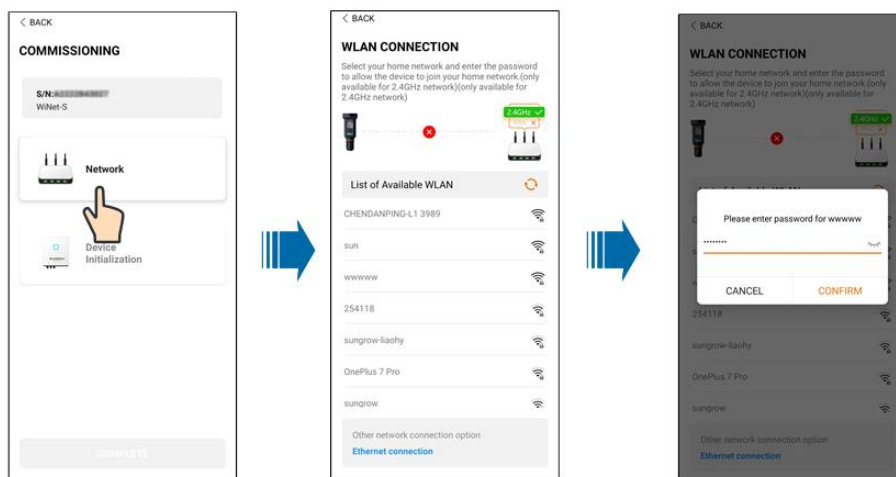 < BACK
COMMISSIONING
S/N:
WiNet-S
Network
Device
Initialization
COMPLETE
< BACK
WLAN CONNECTION
Select your home network and enter the password
to allow the device to join your home network.(only
available for 2.4GHz network)(only available for
2.4GHz network)
2.4GHz
List of Available WLAN
CHENDANPING-L1 3989
sun
wwwww
254118
sungrow-liaohy
OnePlus 7 Pro
sungrow
Other network connection option
Ethernet connection
< BACK
WLAN CONNECTION
Select your home network and enter the password
to allow the device to join your home network.(only
available for 2.4GHz network)(only available for
2.4GHz network)
2.4GHz
Please enter password for wwwww
········
CANCEL
CONFIRM
254118
sungrow-liaohy
OnePlus 7 Pro
sungrow
Other network connection option
Ethernet connection